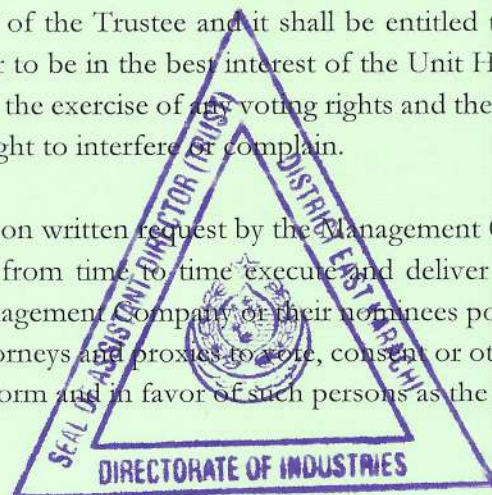 of the Trustee and it shall be entitled
to be in the best interest of the Unit
the exercise of any voting rights and the
ght to interfere or complain.
on written request by the Management
from time to time execute and deliver
nagement Company or their nominees
orneys and proxies to vote, consent or
orm and in favor of such persons as the
SEAL OF ASSISTANT DIRECTOR (TRUST)
DISTRICT EAST KARACHI
DIRECTORATE OF INDUSTRIES